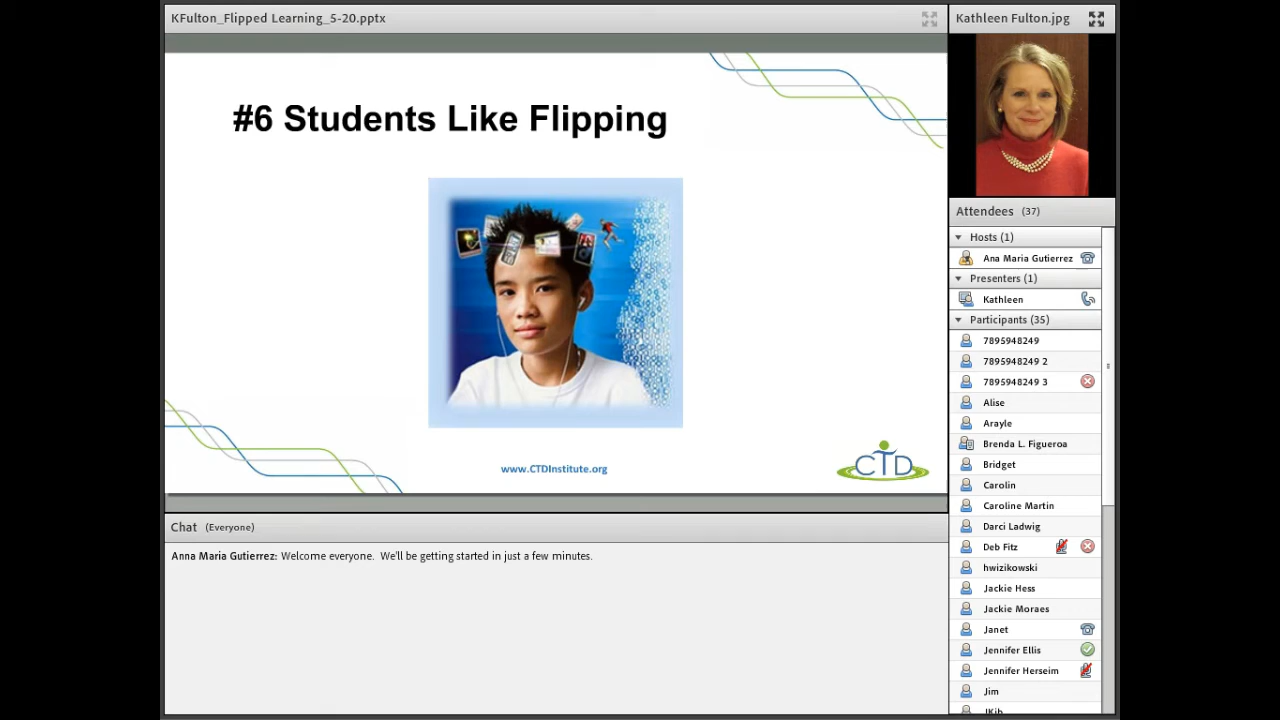 KFulton_Flipped Learning_5-20.pptx
#6 Students Like Flipping
www.CTDInstitute.org
CTD
Chat (Everyone)
Anna Maria Gutierrez: Welcome everyone. We'll be getting started in just a few minutes.
Kathleen Fulton.jpg
Attendees (37)
Hosts (1)
Ana Maria Gutierrez
Presenters (1)
Kathleen
Participants (35)
7895948249
7895948249 2
7895948249 3
Alise
Arayle
Brenda L. Figueroa
Bridget
Carolin
Caroline Martin
Darci Ladwig
Deb Fitz
hwizikowski
Jackie Hess
Jackie Moraes
Janet
Jennifer Ellis
Jennifer Herseim
Jim